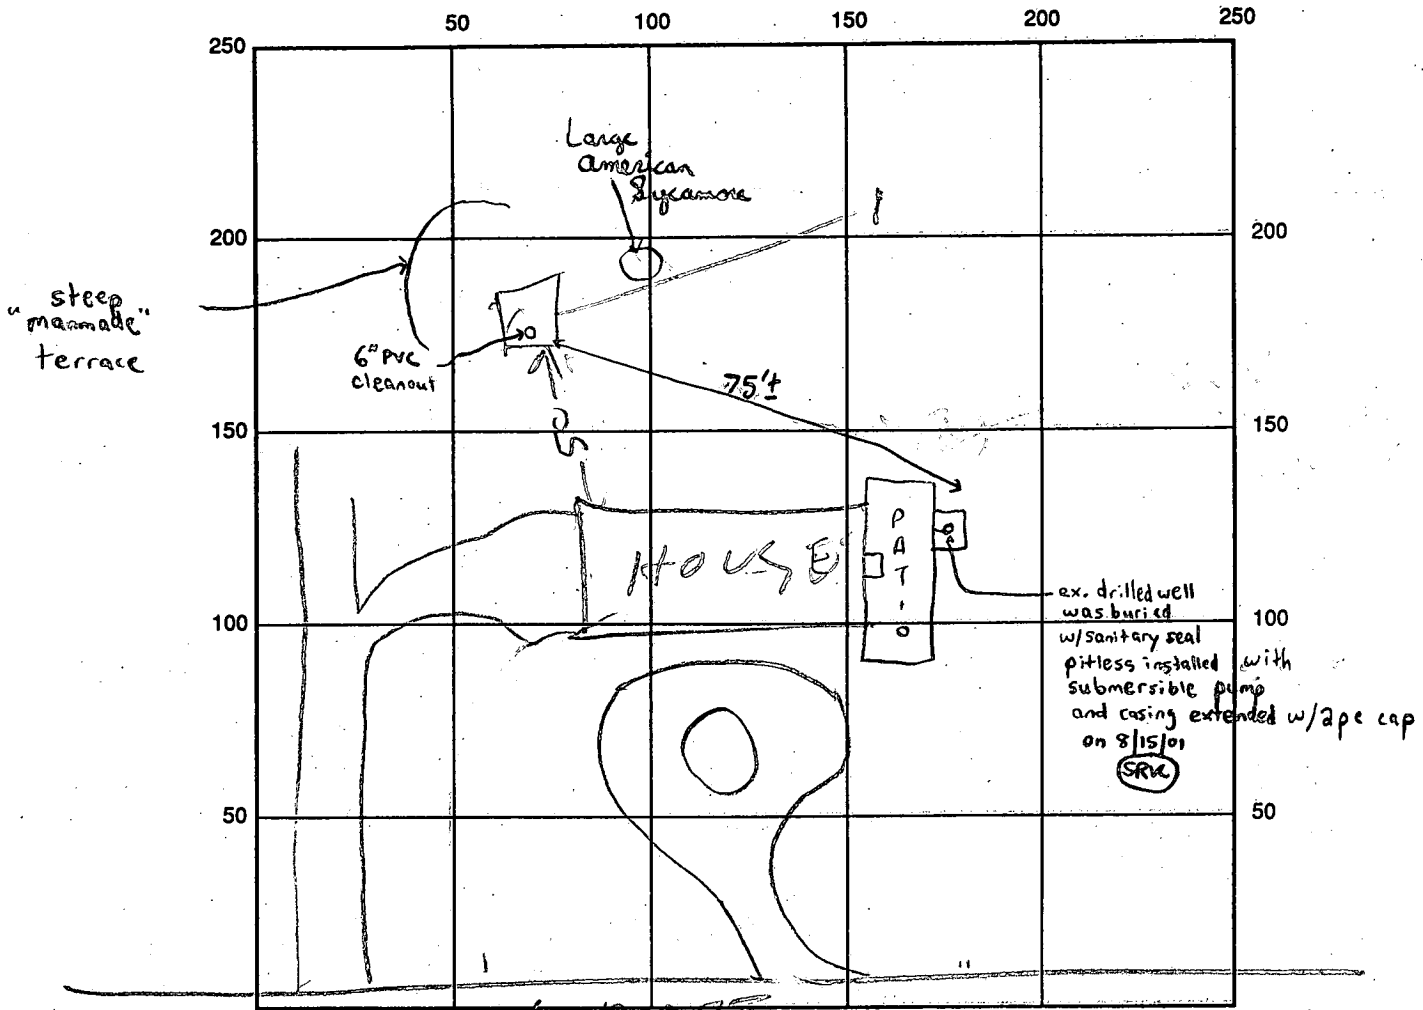 50 100 150 200 250
250
Large
american
Sycamore
200 200
steep
"manmade"
terrace
6" PVC
cleanout
75'±
150 150
HOUSE
PATIO
ex. drilled well
was buried
w/sanitary seal
pitless installed with
submersible pump
and casing extended w/2pc cap
on 8/15/01
SRK
100 100
50 50